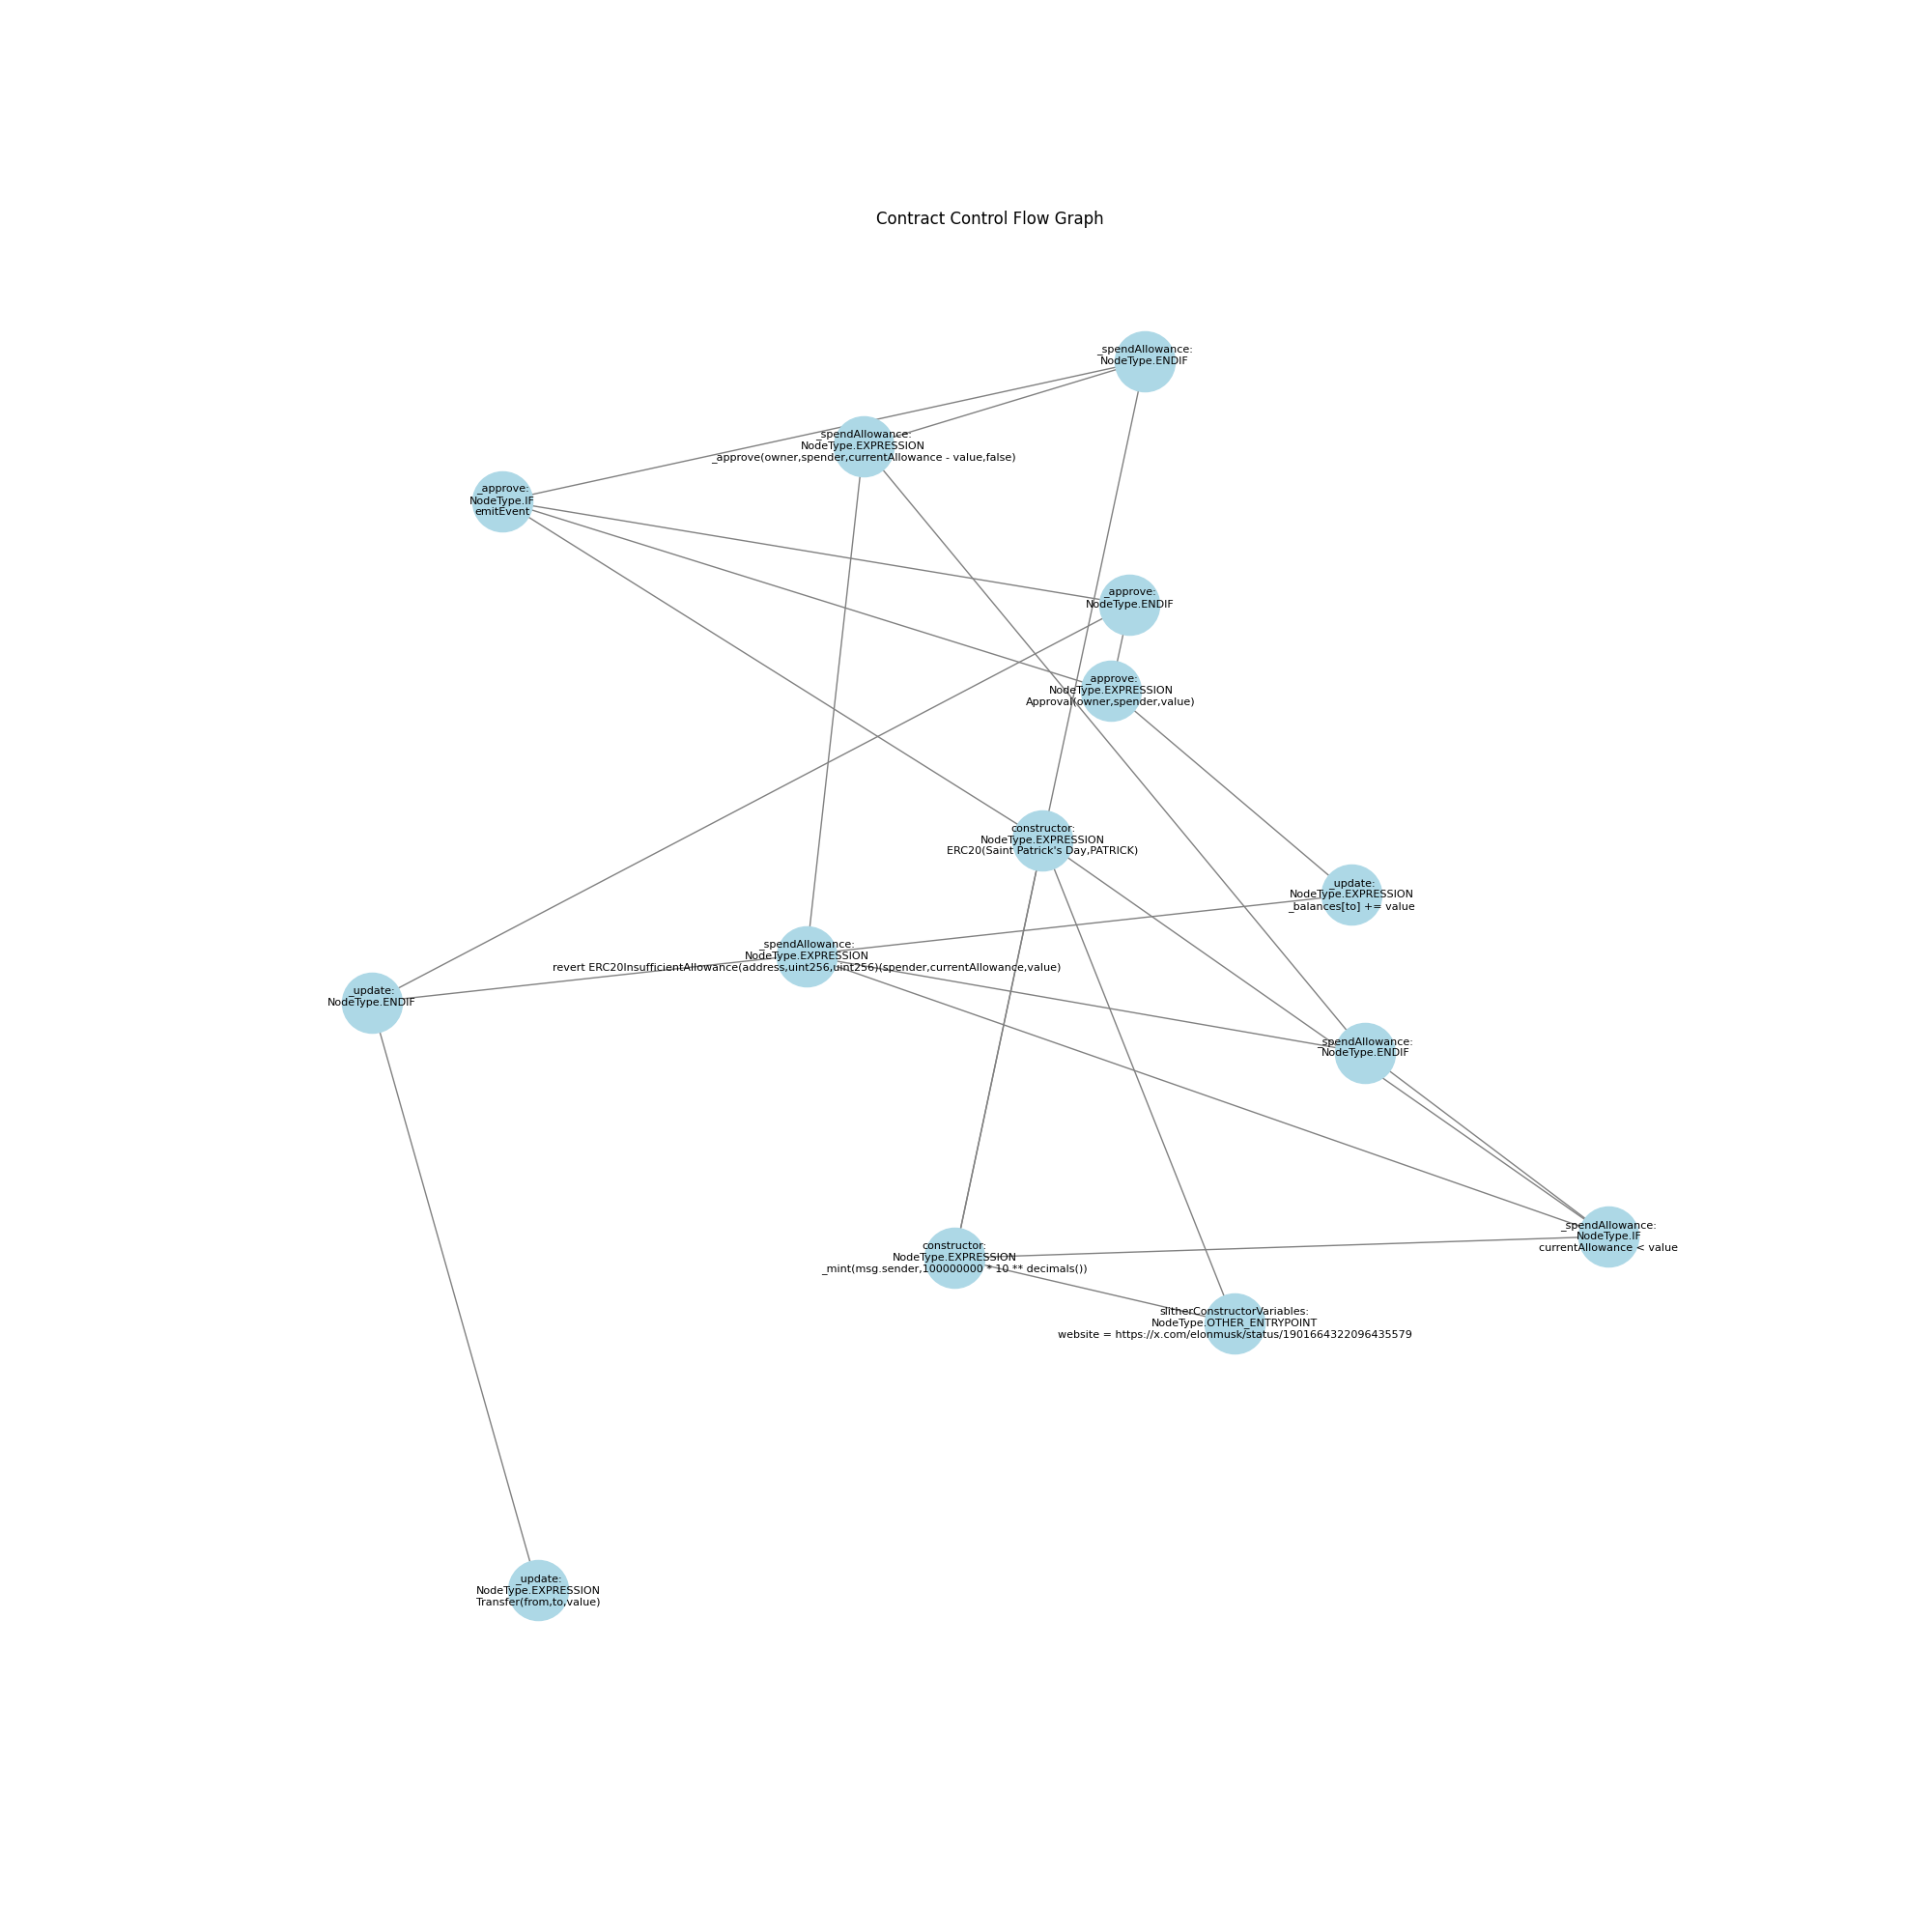 Contract Control Flow Graph
_spendAllowance:
NodeType.ENDIF
_spendAllowance:
NodeType.EXPRESSION
_approve(owner,spender,currentAllowance - value,false)
_approve:
NodeType.IF
emitEvent
_approve:
NodeType.ENDIF
_approve:
NodeType.EXPRESSION
Approval(owner,spender,value)
constructor:
NodeType.EXPRESSION
ERC20(Saint Patrick's Day,PATRICK)
_update:
NodeType.EXPRESSION
_balances[to] += value
_spendAllowance:
NodeType.EXPRESSION
revert ERC20InsufficientAllowance(address,uint256,uint256)(spender,currentAllowance,value)
_update:
NodeType.ENDIF
_spendAllowance:
NodeType.ENDIF
_spendAllowance:
NodeType.IF
currentAllowance < value
constructor:
NodeType.EXPRESSION
_mint(msg.sender,100000000 * 10 ** decimals())
slitherConstructorVariables:
NodeType.OTHER_ENTRYPOINT
website = https://x.com/elonmusk/status/1901664322096435579
_update:
NodeType.EXPRESSION
Transfer(from,to,value)